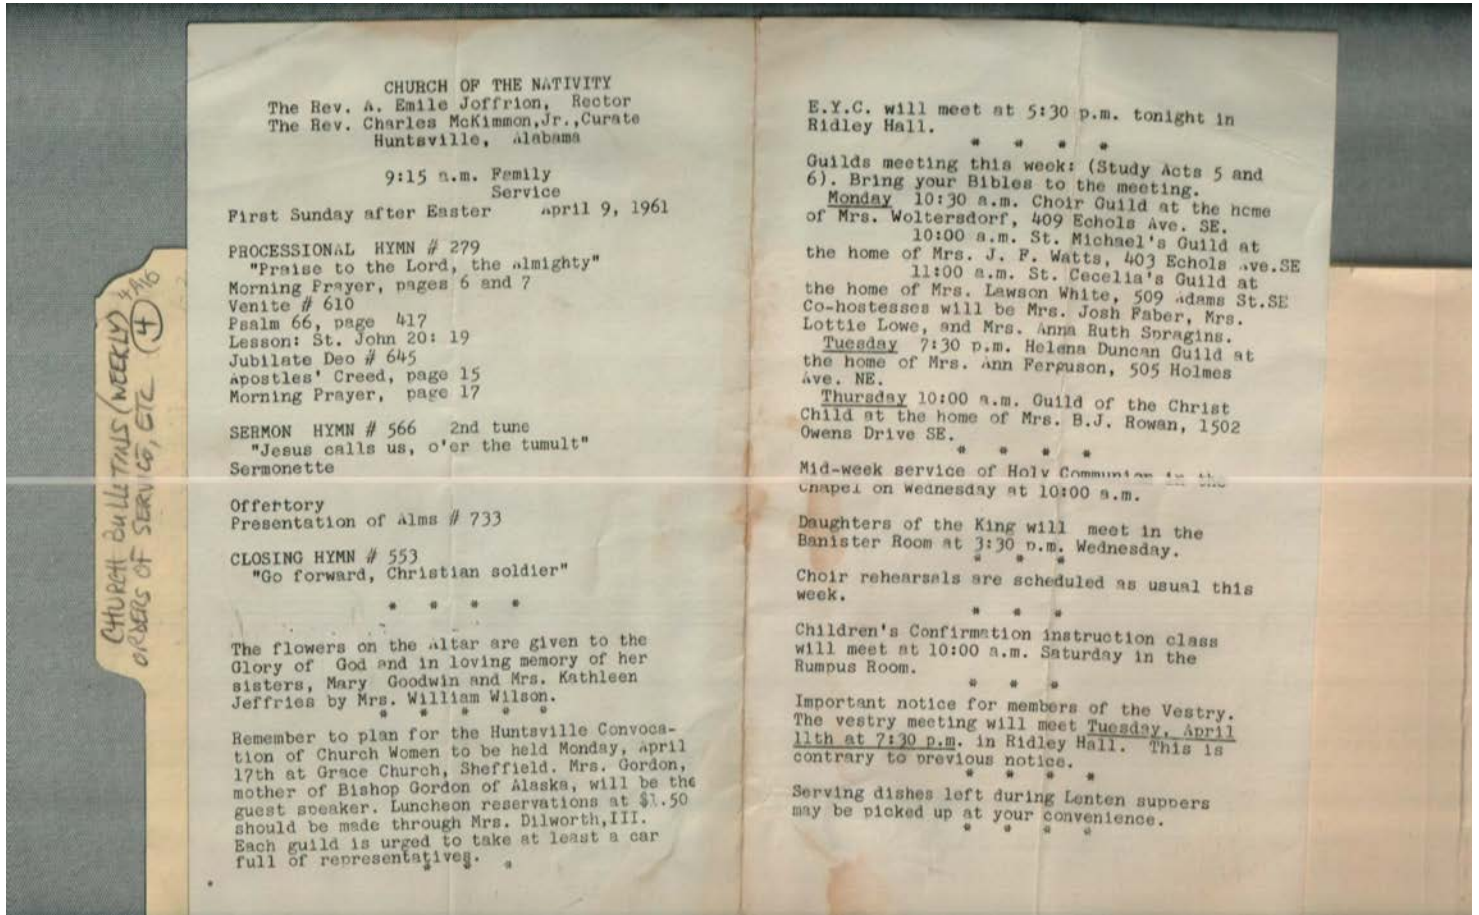 CHURCH OF THE NATIVITY
The Rev. A. Emile Joffrion, Rector
The Rev. Charles McKimmon,Jr.,Curate
Huntsville, Alabama
9:15 a.m. Family
Service
First Sunday after Easter April 9, 1961
PROCESSIONAL HYMN # 279
"Praise to the Lord, the Almighty"
Morning Prayer, pages 6 and 7
Venite # 610
Psalm 66, page 417
Lesson: St. John 20: 19
Jubilate Deo # 645
Apostles' Creed, page 15
Morning Prayer, page 17
SERMON HYMN # 566 2nd tune
"Jesus calls us, o'er the tumult"
Sermonette
Offertory
Presentation of Alms # 733
CLOSING HYMN # 553
"Go forward, Christian soldier"
* * * *
The flowers on the Altar are given to the
Glory of God and in loving memory of her
sisters, Mary Goodwin and Mrs. Kathleen
Jeffries by Mrs. William Wilson.
* * * * *
Remember to plan for the Huntsville Convoca-
tion of Church Women to be held Monday, April
17th at Grace Church, Sheffield. Mrs. Gordon,
mother of Bishop Gordon of Alaska, will be the
guest speaker. Luncheon reservations at $1.50
should be made through Mrs. Dilworth,III.
Each guild is urged to take at least a car
full of representatives.
* * *
E.Y.C. will meet at 5:30 p.m. tonight in
Ridley Hall.
* * * *
Guilds meeting this week: (Study Acts 5 and
6). Bring your Bibles to the meeting.
Monday 10:30 a.m. Choir Guild at the home
of Mrs. Woltersdorf, 409 Echols Ave. SE.
10:00 a.m. St. Michael's Guild at
the home of Mrs. J. F. Watts, 403 Echols Ave.SE
11:00 a.m. St. Cecelia's Guild at
the home of Mrs. Lawson White, 509 Adams St.SE
Co-hostesses will be Mrs. Josh Faber, Mrs.
Lottie Lowe, and Mrs. Anna Ruth Spragins.
Tuesday 7:30 p.m. Helena Duncan Guild at
the home of Mrs. Ann Ferguson, 505 Holmes
Ave. NE.
Thursday 10:00 a.m. Guild of the Christ
Child at the home of Mrs. B.J. Rowan, 1502
Owens Drive SE.
* * * *
Mid-week service of Holy Communion in the
Chapel on Wednesday at 10:00 a.m.
Daughters of the King will meet in the
Banister Room at 3:30 p.m. Wednesday.
* * *
Choir rehearsals are scheduled as usual this
week.
* * *
Children's Confirmation instruction class
will meet at 10:00 a.m. Saturday in the
Rumpus Room.
* * *
Important notice for members of the Vestry.
The vestry meeting will meet Tuesday, April
11th at 7:30 p.m. in Ridley Hall. This is
contrary to previous notice.
* * * *
Serving dishes left during Lenten suppers
may be picked up at your convenience.
* * * *
CHURCH BULLETINS (WEEKLY)
ORDERS OF SERVICE, ETC (4)